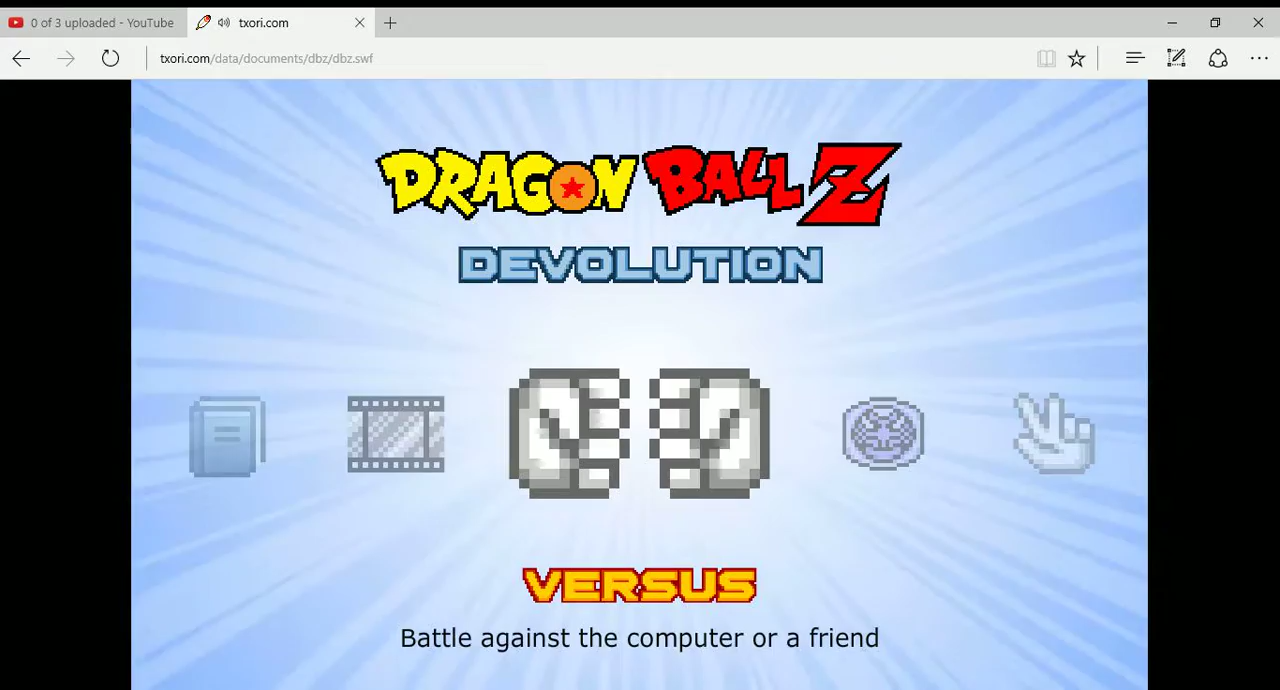 0 of 3 uploaded - YouTube
txori.com
txori.com/data/documents/dbz/dbz.swf
DRAGON BALL Z
DEVOLUTION
VERSUS
Battle against the computer or a friend